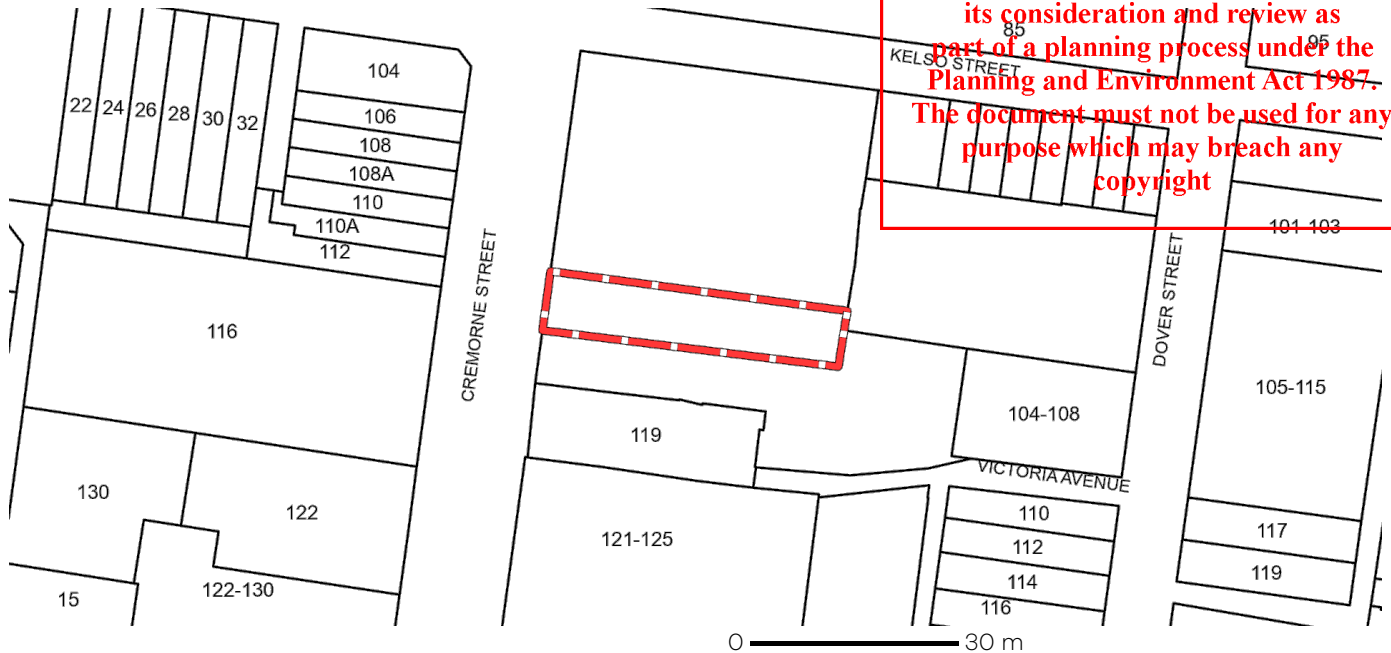 its consideration and review as
part of a planning process under the
Planning and Environment Act 1987.
The document must not be used for any
purpose which may breach any
copyright
85
95
KELSO STREET
104
106
108
108A
110
110A
112
22
24
26
28
30
32
116
CREMORNE STREET
DOVER STREET
101-103
105-115
104-108
119
VICTORIA AVENUE
130
122
121-125
110
112
114
116
117
119
122-130
15
0
30 m